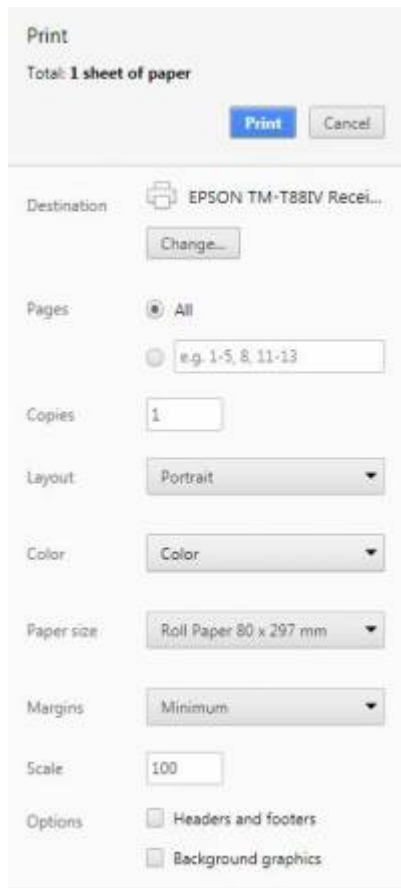 Print
Total: 1 sheet of paper
Print Cancel
Destination EPSON TM-T88IV Recei...
Change...
Pages All
e.g. 1-5, 8, 11-13
Copies 1
Layout Portrait
Color Color
Paper size Roll Paper 80 x 297 mm
Margins Minimum
Scale 100
Options Headers and footers
Background graphics